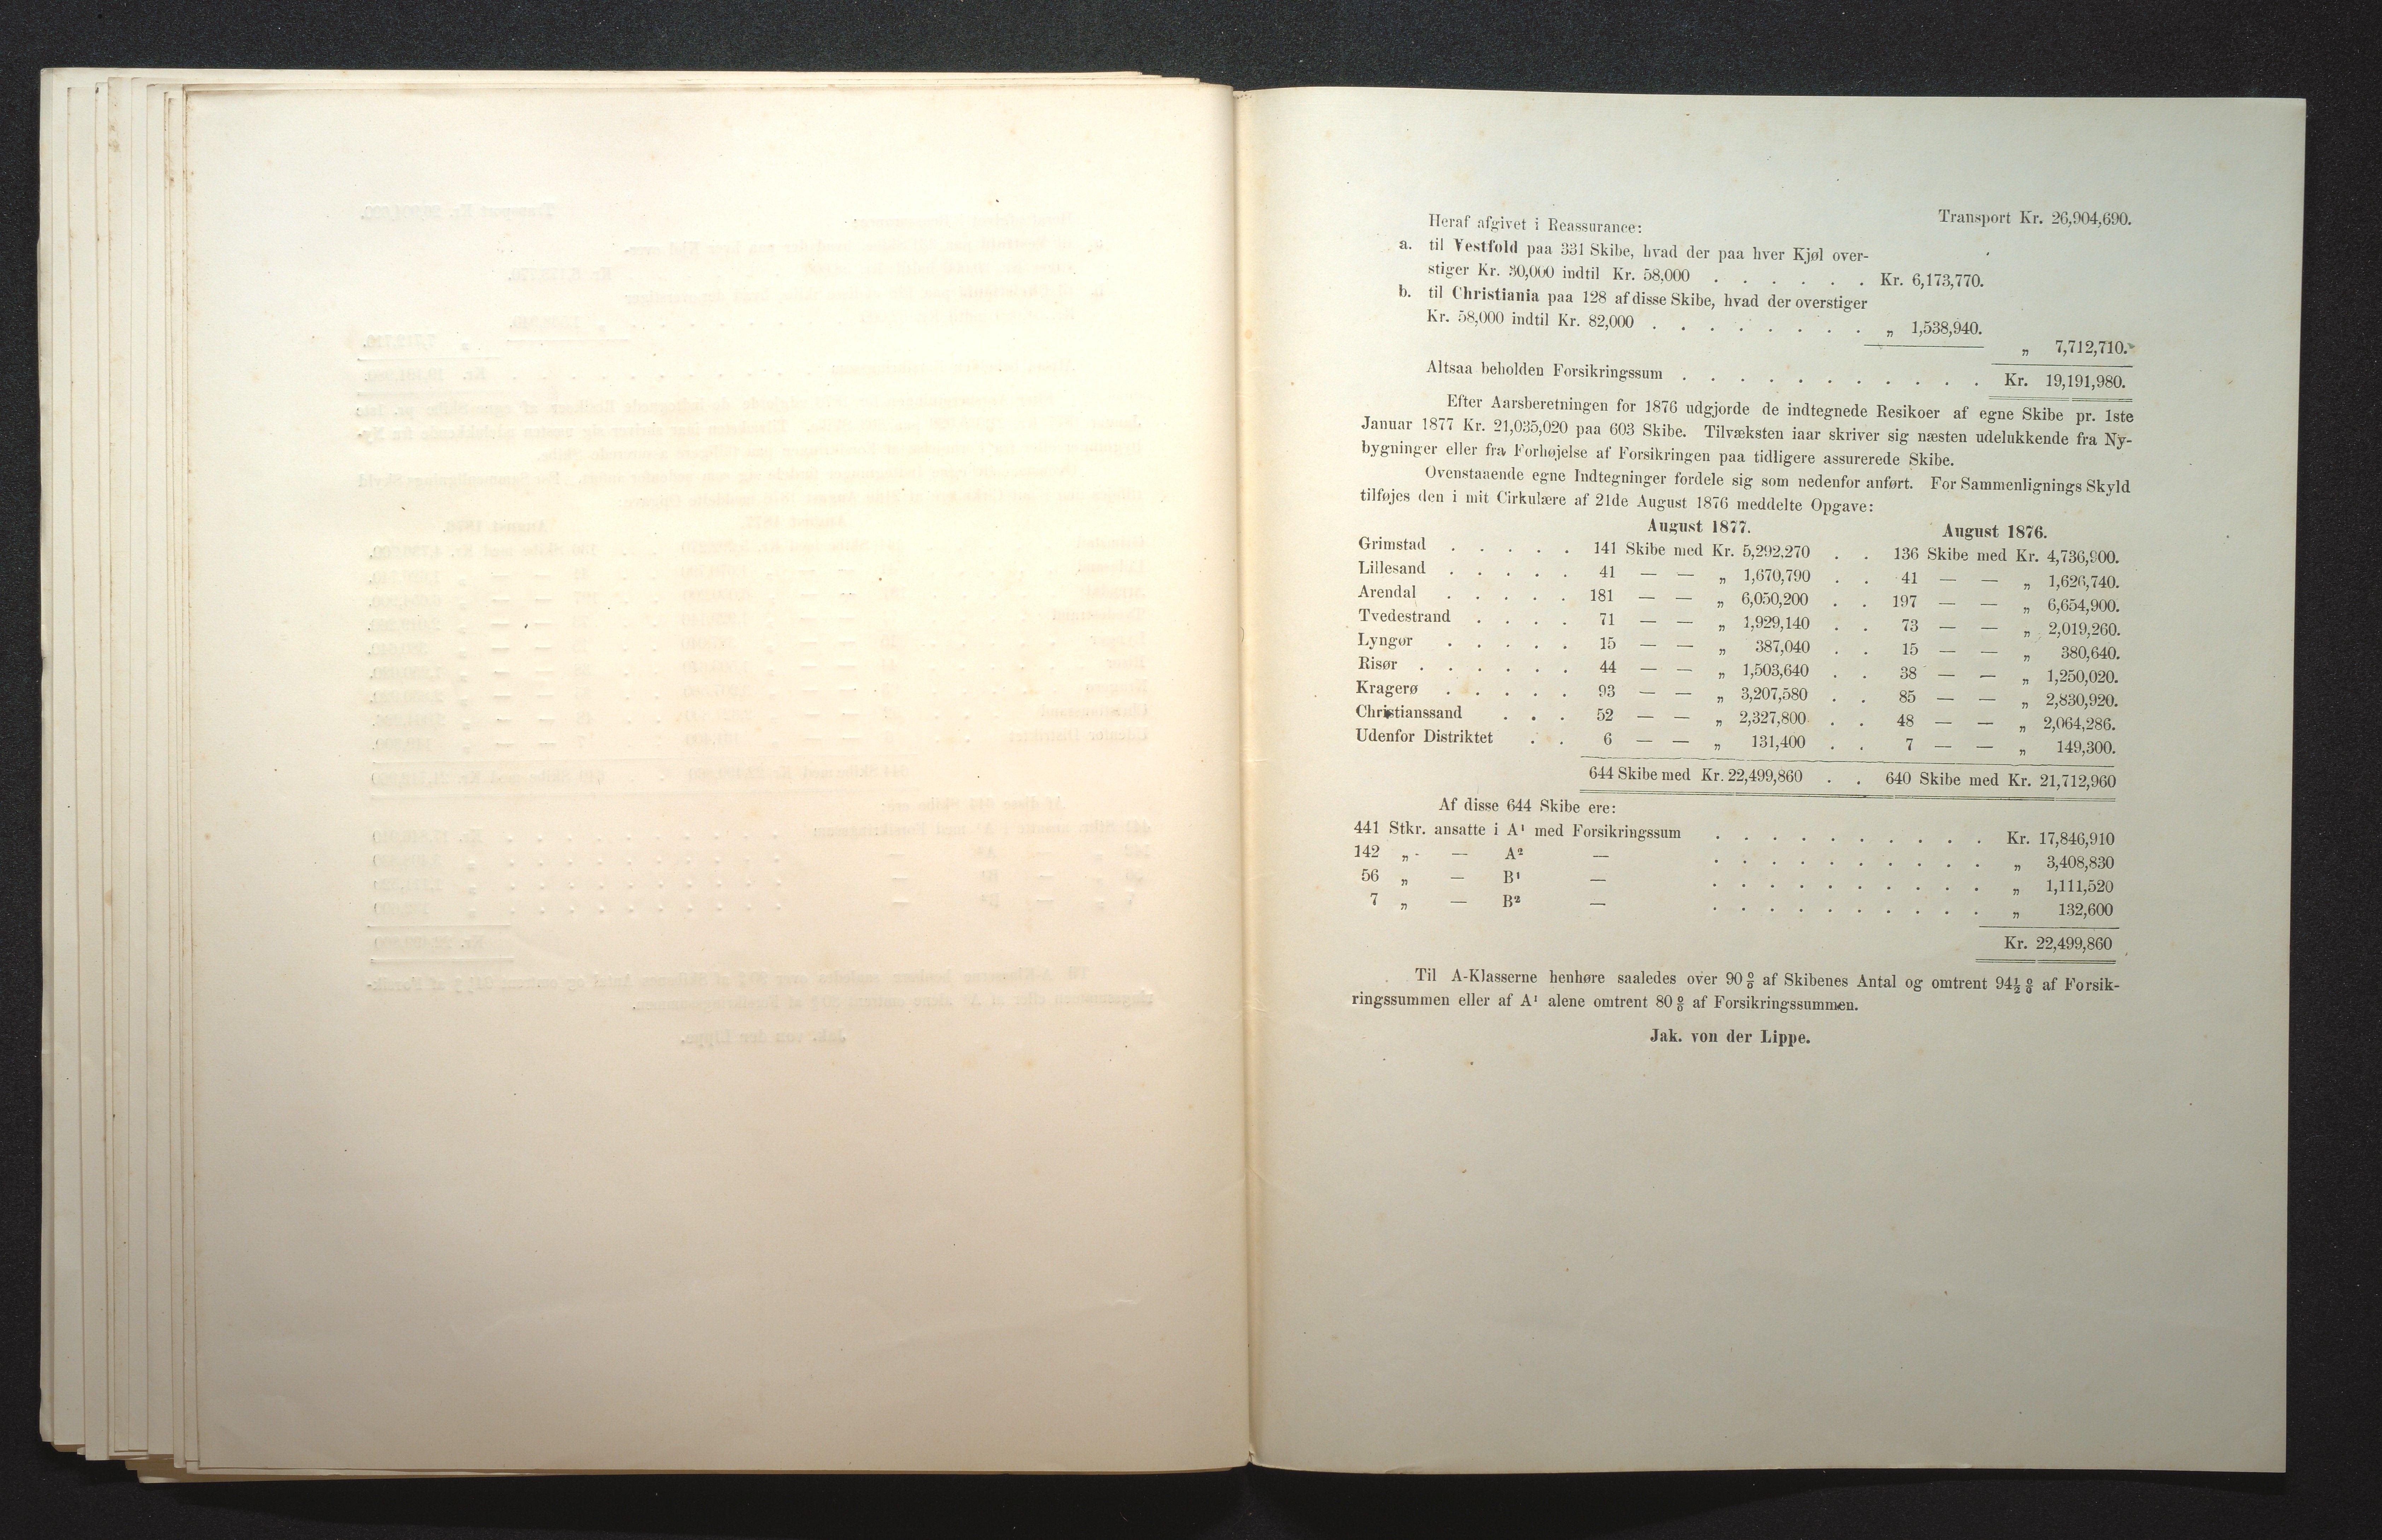 Transport Kr. 26,904,690.
Heraf afgivet i Reassurance:
a. til Vestfold paa 331 Skibe, hvad der paa hver Kjøl over-
stiger Kr. 30,000 indtil Kr. 58,000 . . . . . . Kr. 6,173,770.
b. til Christiania paa 128 af disse Skibe, hvad der overstiger
Kr. 58,000 indtil Kr. 82,000 . . . . . . . . „ 1,538,940.
„ 7,712,710.
Altsaa beholden Forsikringssum . . . . . . . . . . . Kr. 19,191,980.
Efter Aarsberetningen for 1876 udgjorde de indtegnede Resikoer af egne Skibe pr. 1ste
Januar 1877 Kr. 21,035,020 paa 603 Skibe. Tilvæksten iaar skriver sig næsten udelukkende fra Ny-
bygninger eller fra Forhøjelse af Forsikringen paa tidligere assurerede Skibe.
Ovenstaaende egne Indtegninger fordele sig som nedenfor anført. For Sammenlignings Skyld
tilføjes den i mit Cirkulære af 21de August 1876 meddelte Opgave:
August 1877. August 1876.
Grimstad . . . . . 141 Skibe med Kr. 5,292,270 . . 136 Skibe med Kr. 4,736,900.
Lillesand . . . . . 41 — — „ 1,670,790 . . 41 — — „ 1,626,740.
Arendal . . . . . 181 — — „ 6,050,200 . . 197 — — „ 6,654,900.
Tvedestrand . . . . 71 — — „ 1,929,140 . . 73 — — „ 2,019,260.
Lyngør . . . . . 15 — — „ 387,040 . . 15 — — „ 380,640.
Risør . . . . . . 44 — — „ 1,503,640 . . 38 — — „ 1,250,020.
Kragerø . . . . . 93 — — „ 3,207,580 . . 85 — — „ 2,830,920.
Christianssand . . . 52 — — „ 2,327,800 . . 48 — — „ 2,064,286.
Udenfor Distriktet . . 6 — — „ 131,400 . . 7 — — „ 149,300.
644 Skibe med Kr. 22,499,860 . . 640 Skibe med Kr. 21,712,960
Af disse 644 Skibe ere:
441 Stkr. ansatte i A¹ med Forsikringssum . . . . . . . . . . Kr. 17,846,910
142 „ — A² — . . . . . . . . . . „ 3,408,830
56 „ — B¹ — . . . . . . . . . . „ 1,111,520
7 „ — B² — . . . . . . . . . . „ 132,600
Kr. 22,499,860
Til A-Klasserne henhøre saaledes over 90 % af Skibenes Antal og omtrent 94½ % af Forsik-
ringssummen eller af A¹ alene omtrent 80 % af Forsikringssummen.
Jak. von der Lippe.